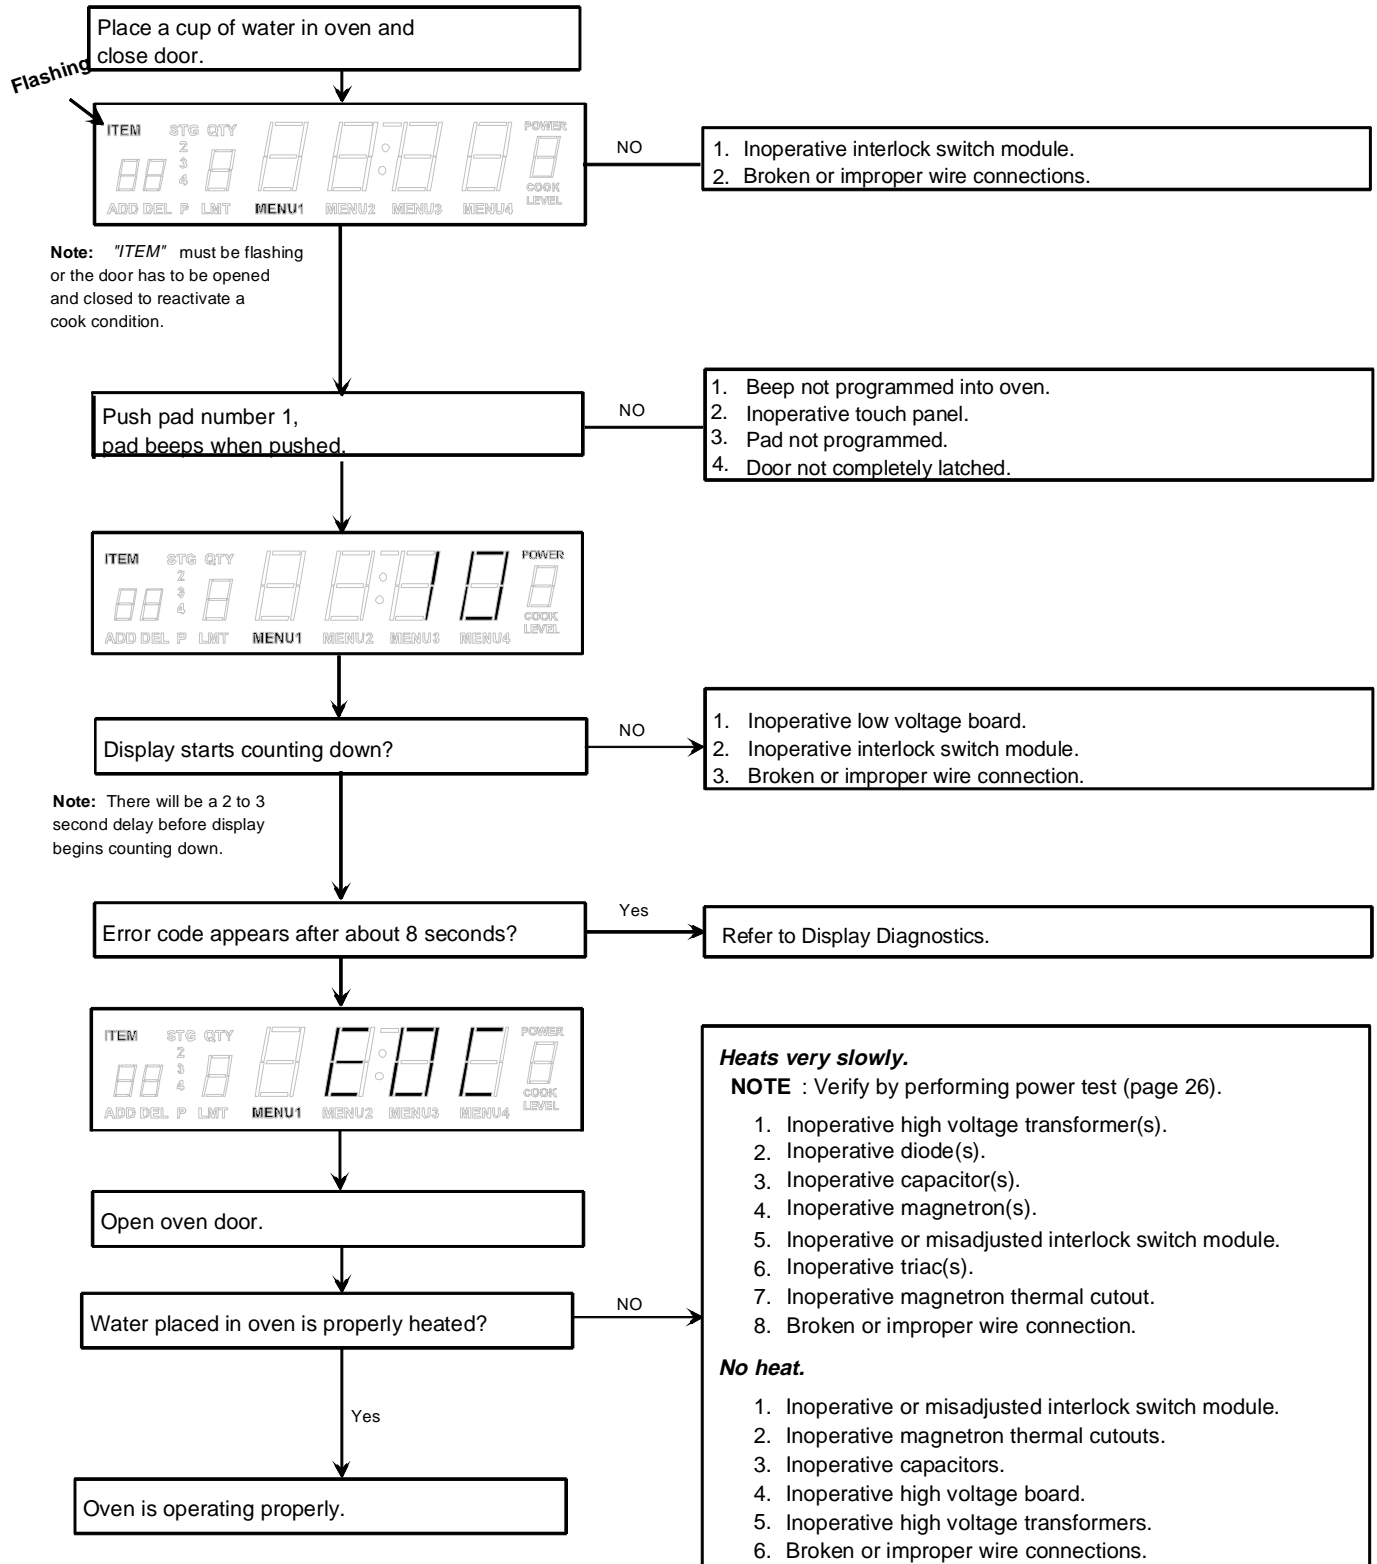 Place a cup of water in oven and
close door.
Flashing
ITEM STG QTY POWER
2
3
4
COOK
LEVEL
ADD DEL P LMT MENU1 MENU2 MENU3 MENU4
NO
1. Inoperative interlock switch module.
2. Broken or improper wire connections.
Note: "ITEM" must be flashing
or the door has to be opened
and closed to reactivate a
cook condition.
Push pad number 1,
pad beeps when pushed.
NO
1. Beep not programmed into oven.
2. Inoperative touch panel.
3. Pad not programmed.
4. Door not completely latched.
ITEM STG QTY POWER
2
3
4
10
COOK
LEVEL
ADD DEL P LMT MENU1 MENU2 MENU3 MENU4
Display starts counting down?
NO
1. Inoperative low voltage board.
2. Inoperative interlock switch module.
3. Broken or improper wire connection.
Note: There will be a 2 to 3
second delay before display
begins counting down.
Error code appears after about 8 seconds?
Yes
Refer to Display Diagnostics.
ITEM STG QTY POWER
2
3
4
E0C
COOK
LEVEL
ADD DEL P LMT MENU1 MENU2 MENU3 MENU4
Open oven door.
Water placed in oven is properly heated?
NO
Yes
Oven is operating properly.
Heats very slowly.
NOTE : Verify by performing power test (page 26).
1. Inoperative high voltage transformer(s).
2. Inoperative diode(s).
3. Inoperative capacitor(s).
4. Inoperative magnetron(s).
5. Inoperative or misadjusted interlock switch module.
6. Inoperative triac(s).
7. Inoperative magnetron thermal cutout.
8. Broken or improper wire connection.
No heat.
1. Inoperative or misadjusted interlock switch module.
2. Inoperative magnetron thermal cutouts.
3. Inoperative capacitors.
4. Inoperative high voltage board.
5. Inoperative high voltage transformers.
6. Broken or improper wire connections.